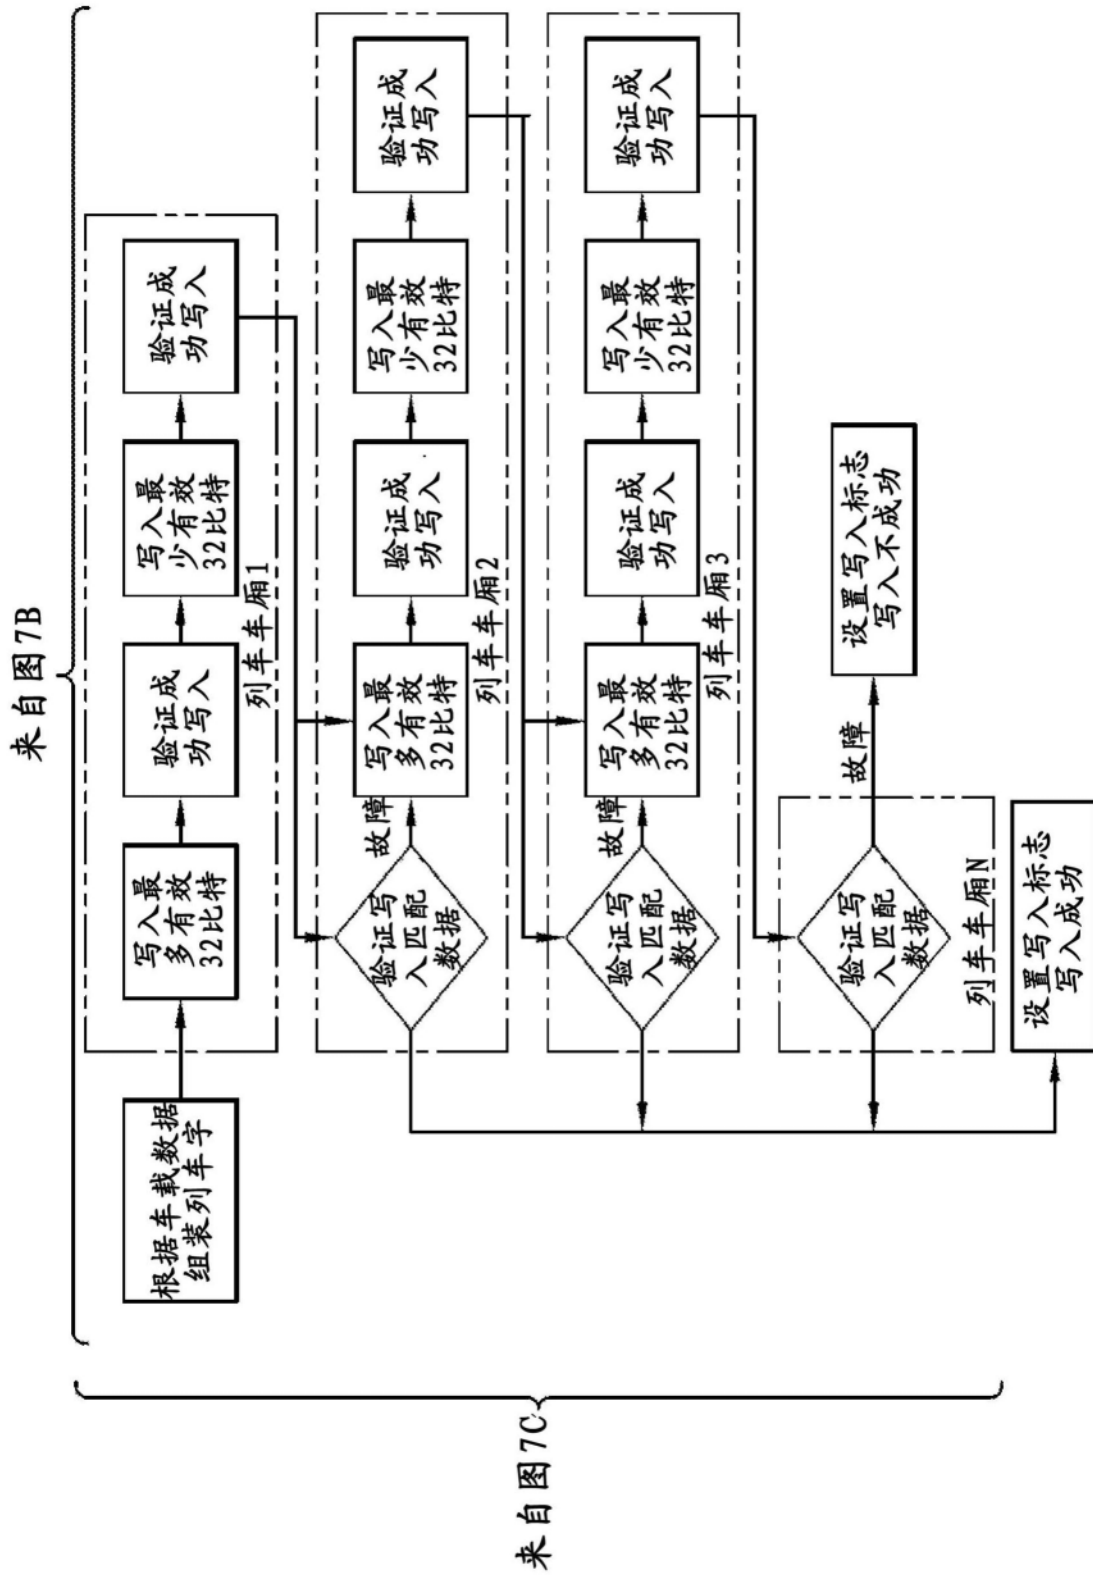 来自图7B
来自图7C
根据车载数据
组装列车字
写入最
多有效
32比特
验证成
功写入
写入最
少有效
32比特
验证成
功写入
列车车厢1
验证写
入匹配
数据
故障
写入最
多有效
32比特
验证成
功写入
写入最
少有效
32比特
验证成
功写入
列车车厢2
验证写
入匹配
数据
故障
写入最
多有效
32比特
验证成
功写入
写入最
少有效
32比特
验证成
功写入
列车车厢3
验证写
入匹配
数据
故障
设置写入标志
写入不成功
列车车厢N
设置写入标志
写入成功